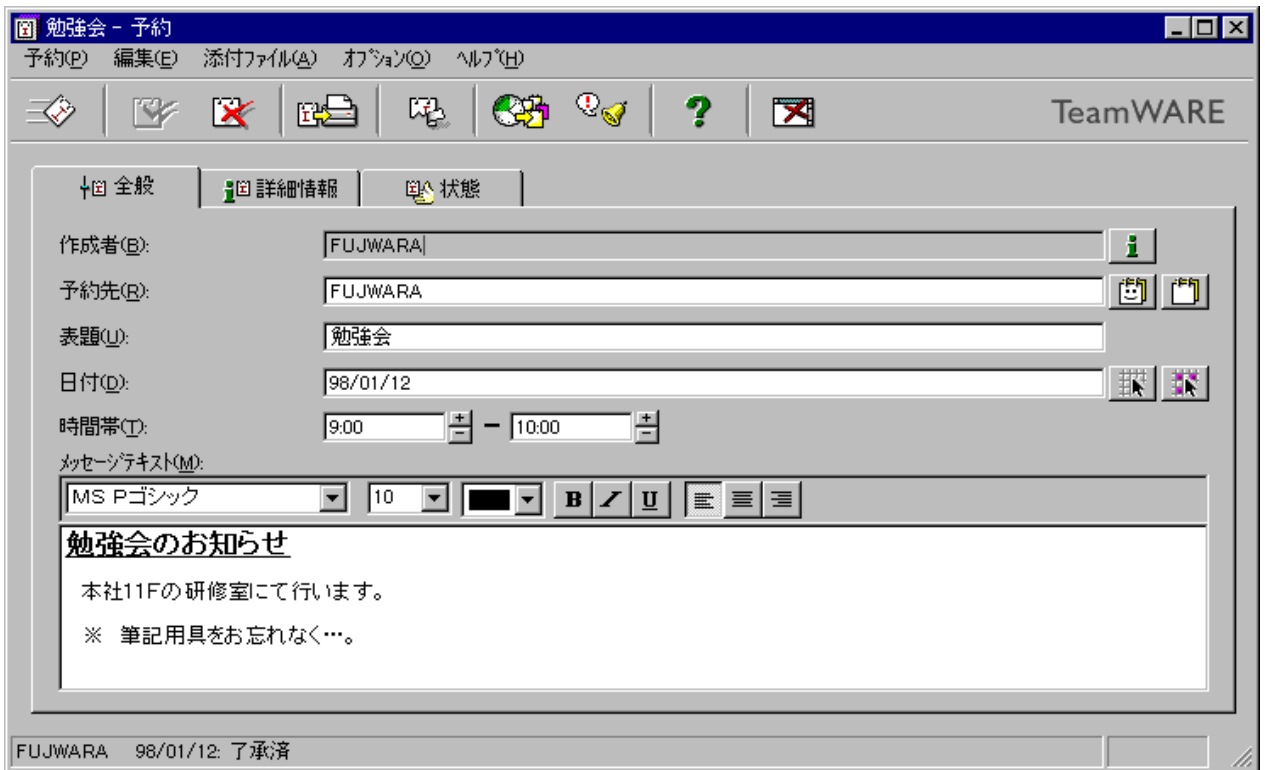 勉強会 - 予約
予約(P) 編集(E) 添付ファイル(A) オプション(O) ヘルプ(H)
TeamWARE
全般 詳細情報 状態
作成者(B): FUJWARA
予約先(R): FUJWARA
表題(U): 勉強会
日付(D): 98/01/12
時間帯(T): 9:00 - 10:00
メッセージテキスト(M):
MS Pゴシック 10 B I U
勉強会のお知らせ
本社11Fの研修室にて行います。
※ 筆記用具をお忘れなく…。
FUJWARA 98/01/12: 了承済